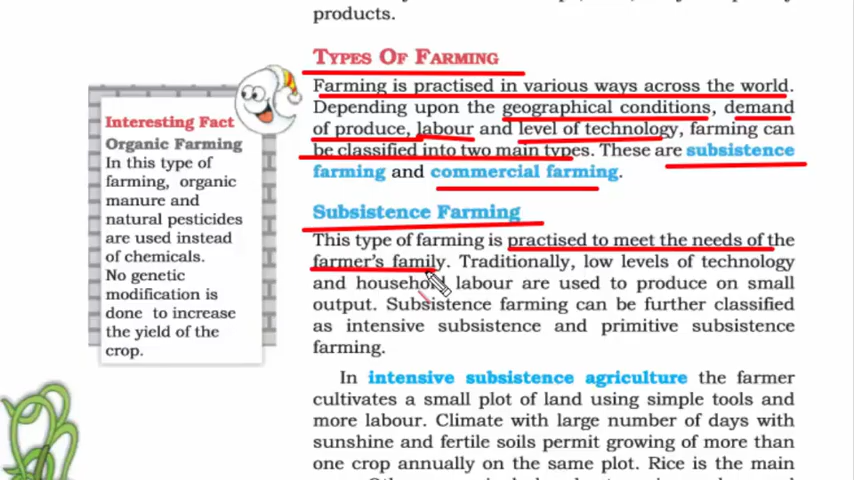 products.
TYPES OF FARMING
Farming is practised in various ways across the world.
Depending upon the geographical conditions, demand
of produce, labour and level of technology, farming can
be classified into two main types. These are subsistence
farming and commercial farming.
Subsistence Farming
This type of farming is practised to meet the needs of the
farmer's family. Traditionally, low levels of technology
and household labour are used to produce on small
output. Subsistence farming can be further classified
as intensive subsistence and primitive subsistence
farming.
In intensive subsistence agriculture the farmer
cultivates a small plot of land using simple tools and
more labour. Climate with large number of days with
sunshine and fertile soils permit growing of more than
one crop annually on the same plot. Rice is the main
Interesting Fact
Organic Farming
In this type of
farming, organic
manure and
natural pesticides
are used instead
of chemicals.
No genetic
modification is
done to increase
the yield of the
crop.